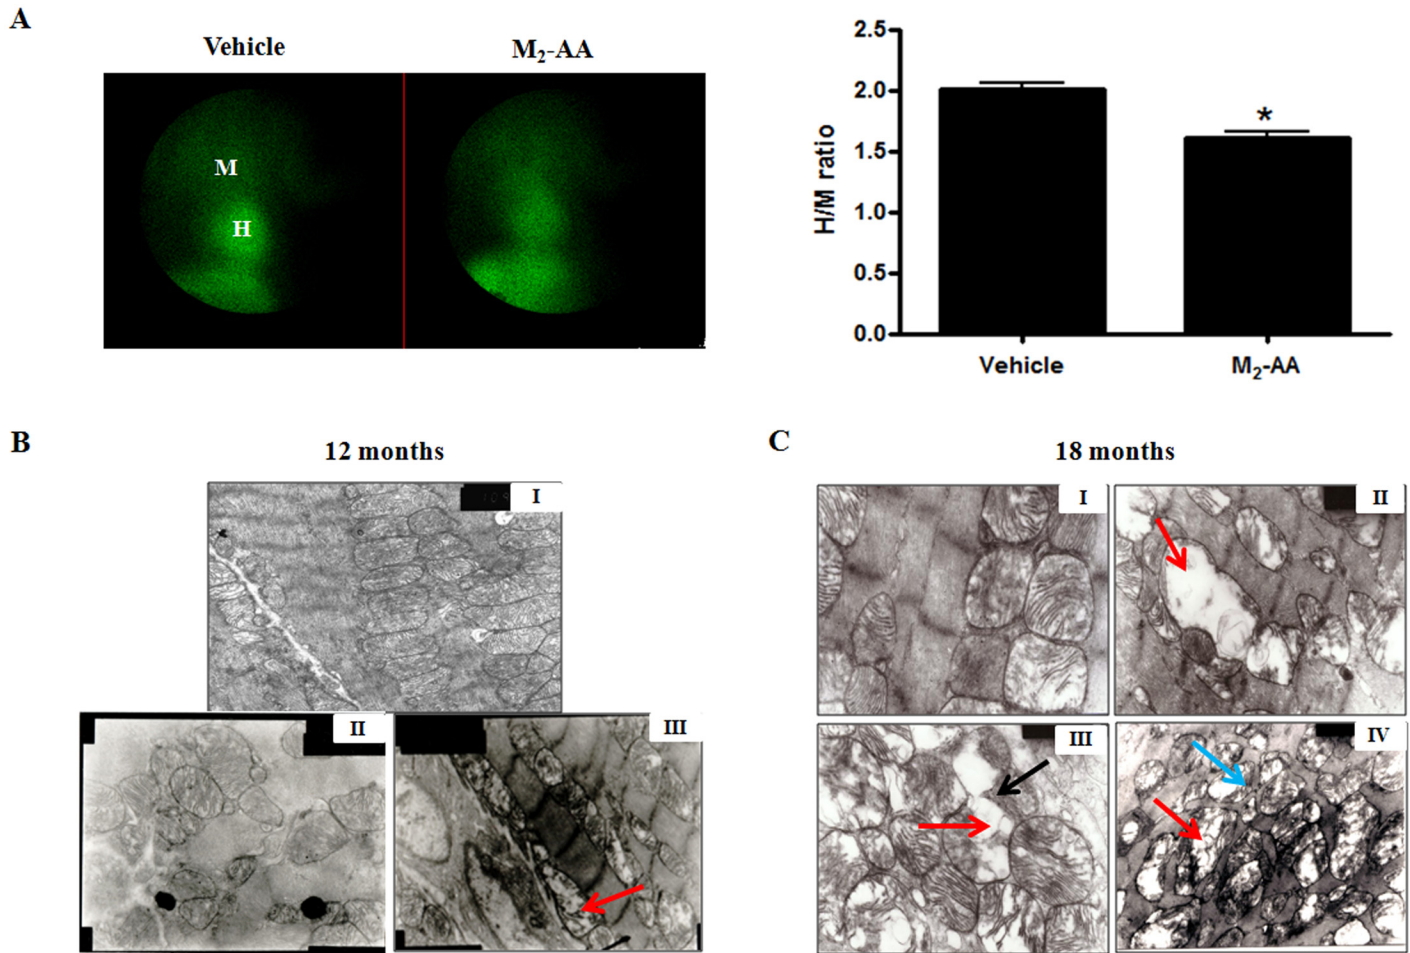 A
Vehicle
M₂-AA
M
H
2.5
2.0
1.5
1.0
0.5
0.0
H/M ratio
*
Vehicle
M₂-AA
B
12 months
I
II
III
C
18 months
I
II
III
IV